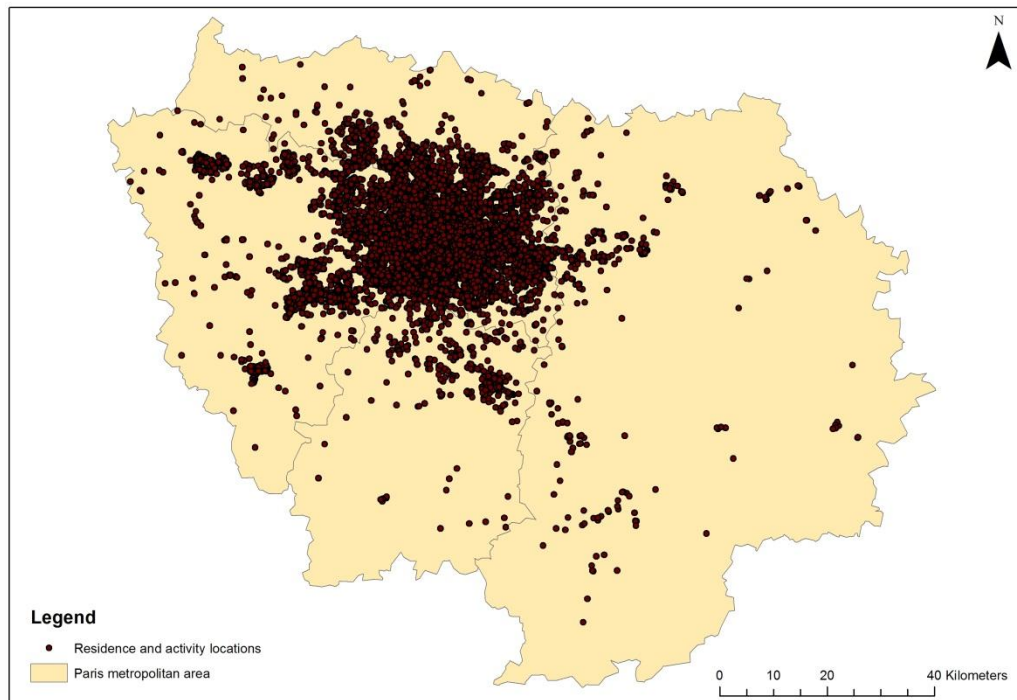 N
Legend
Residence and activity locations
Paris metropolitan area
0 10 20 40 Kilometers